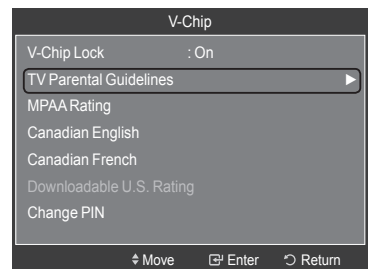 V-Chip
V-Chip Lock : On
TV Parental Guidelines
MPAA Rating
Canadian English
Canadian French
Downloadable U.S. Rating
Change PIN
Move Enter Return